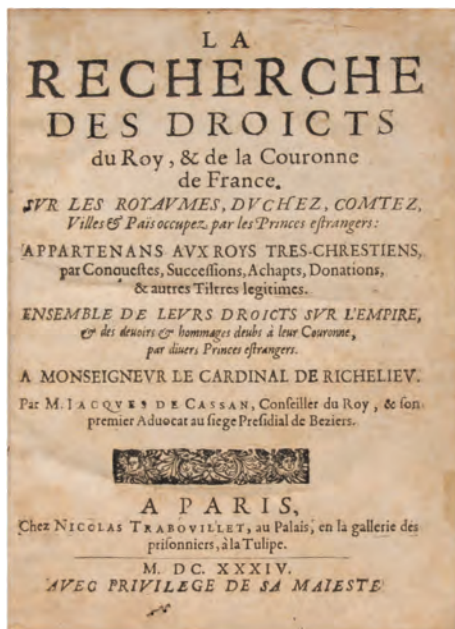 LA
RECHERCHE
DES DROICTS
du Roy, & de la Couronne
de France.
SVR LES ROYAVMES, DVCHEZ, COMTEZ,
Villes & Païs occupez par les Princes eſtrangers:
APPARTENANS AVX ROYS TRES-CHRESTIENS,
par Conqueſtes, Succeſſions, Achapts, Donations,
& autres Tiltres legitimes.
ENSEMBLE DE LEVRS DROICTS SVR L'EMPIRE,
& des deuoirs & hommages deubs à leur Couronne,
par diuers Princes eſtrangers.
A MONSEIGNEVR LE CARDINAL DE RICHELIEV.
Par M. IACQVES DE CASSAN, Conſeiller du Roy, & ſon
premier Aduocat au ſiege Preſidial de Beziers.
A PARIS,
Chez NICOLAS TRABOVILLET, au Palais, en la gallerie des
priſonniers, à la Tulipe.
M. DC. XXXIV.
AVEC PRIVILEGE DE SA MAIESTE